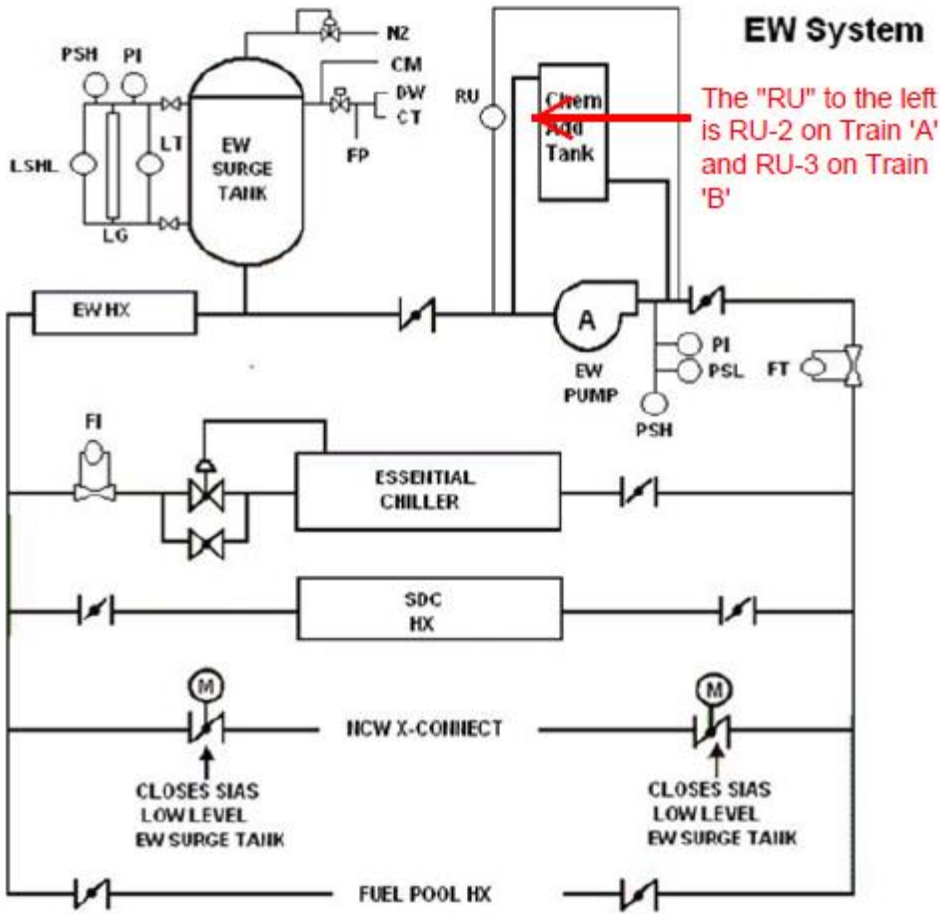 EW System
N2
CM
DW
CT
FP
PSH
PI
LSHL
LT
LG
EW
SURGE
TANK
RU
Chem
Add
Tank
The "RU" to the left
is RU-2 on Train 'A'
and RU-3 on Train
'B'
EW HX
A
EW
PUMP
PI
PSL
PSH
FT
FI
ESSENTIAL
CHILLER
SDC
HX
M
M
NCW X-CONNECT
CLOSES SIAS
LOW LEVEL
EW SURGE TANK
CLOSES SIAS
LOW LEVEL
EW SURGE TANK
FUEL POOL HX